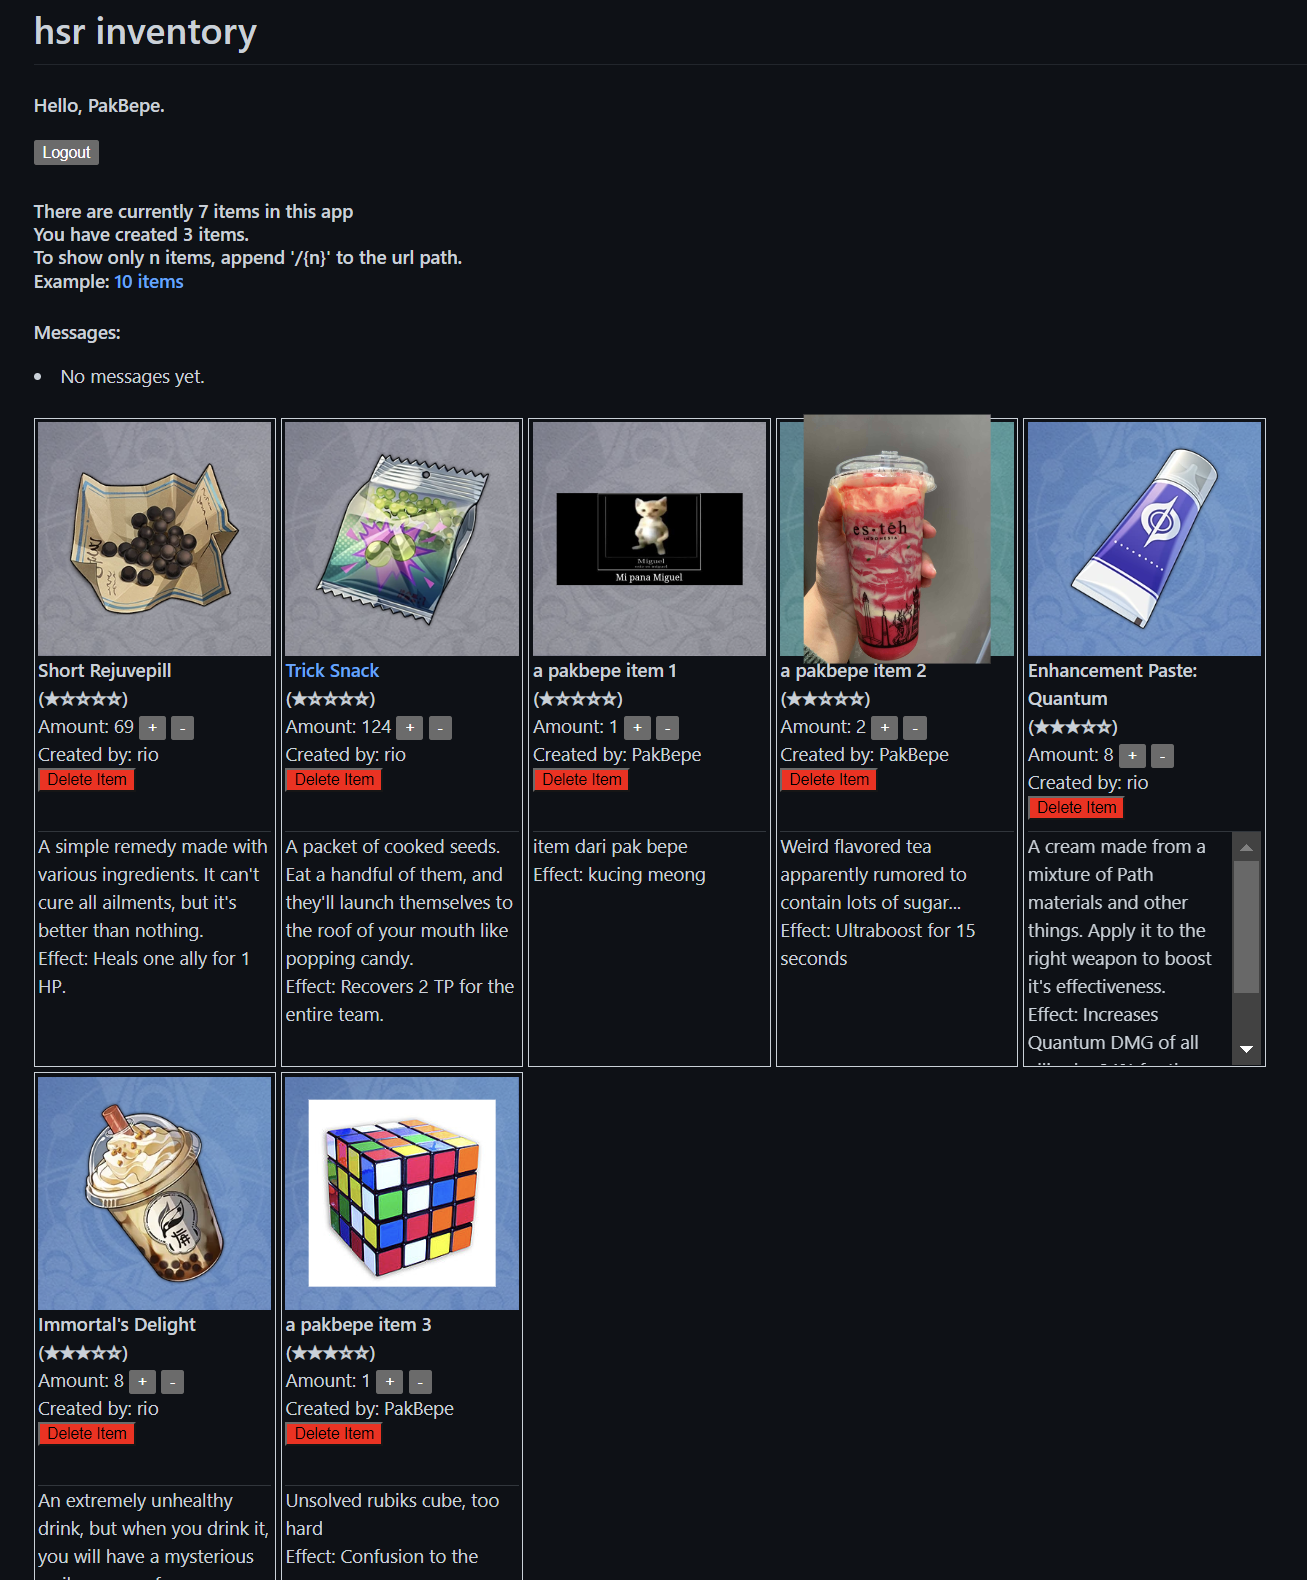 hsr inventory
Hello, PakBepe.
Logout
There are currently 7 items in this app
You have created 3 items.
To show only n items, append '/{n}' to the url path.
Example: 10 items
Messages:
• No messages yet.
Short Rejuvepill
(★☆☆☆☆)
Amount: 69 + -
Created by: rio
Delete Item
A simple remedy made with
various ingredients. It can't
cure all ailments, but it's
better than nothing.
Effect: Heals one ally for 1
HP.
Trick Snack
(★☆☆☆☆)
Amount: 124 + -
Created by: rio
Delete Item
A packet of cooked seeds.
Eat a handful of them, and
they'll launch themselves to
the roof of your mouth like
popping candy.
Effect: Recovers 2 TP for the
entire team.
Miguel
Mi pana Miguel
a pakbepe item 1
(★☆☆☆☆)
Amount: 1 + -
Created by: PakBepe
Delete Item
item dari pak bepe
Effect: kucing meong
es·teh
INDONESIA
a pakbepe item 2
(★★☆☆☆)
Amount: 2 + -
Created by: PakBepe
Delete Item
Weird flavored tea
apparently rumored to
contain lots of sugar...
Effect: Ultraboost for 15
seconds
Enhancement Paste:
Quantum
(★★★☆☆)
Amount: 8 + -
Created by: rio
Delete Item
A cream made from a
mixture of Path
materials and other
things. Apply it to the
right weapon to boost
it's effectiveness.
Effect: Increases
Quantum DMG of all
Immortal's Delight
(★★★☆☆)
Amount: 8 + -
Created by: rio
Delete Item
An extremely unhealthy
drink, but when you drink it,
you will have a mysterious
a pakbepe item 3
(★★★☆☆)
Amount: 1 + -
Created by: PakBepe
Delete Item
Unsolved rubiks cube, too
hard
Effect: Confusion to the